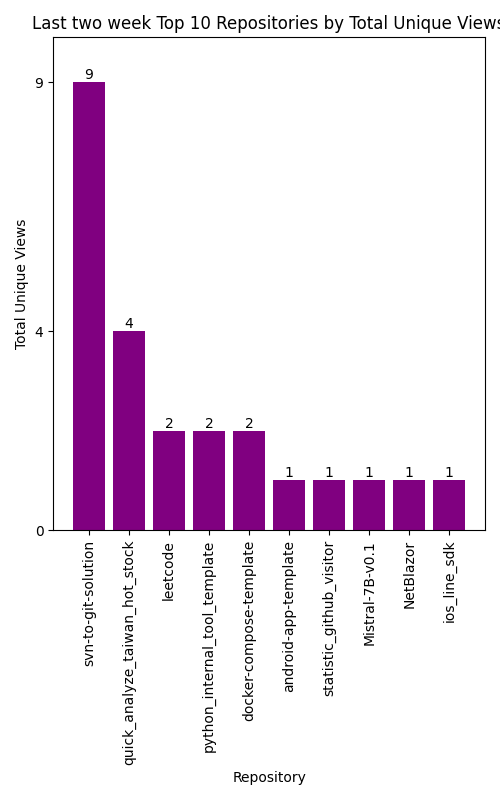 Last two week Top 10 Repositories by Total Unique Views
9
4
0
Total Unique Views
9
4
2
2
2
1
1
1
1
1
svn-to-git-solution
quick_analyze_taiwan_hot_stock
leetcode
python_internal_tool_template
docker-compose-template
android-app-template
statistic_github_visitor
Mistral-7B-v0.1
NetBlazor
ios_line_sdk
Repository